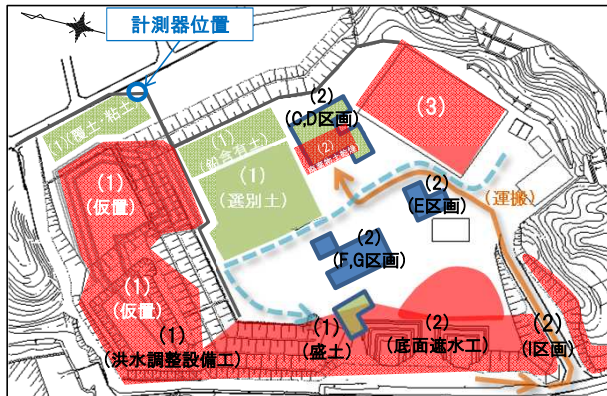 計測器位置
(1)(覆土・粘土)
(2)
(C,D区画)
(3)
(1)
(鉛含有土)
(2)
(1)
(仮置)
(1)
(選別土)
(2)
(E区画)
(運搬)
(2)
(F,G区画)
(1)
(仮置)
(1)
(洪水調整設備工)
(1)
(盛土)
(2)
(底面遮水工)
(2)
(I区画)